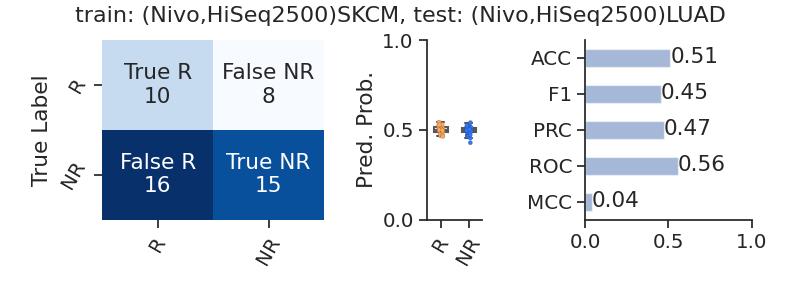 train: (Nivo,HiSeq2500)SKCM, test: (Nivo,HiSeq2500)LUAD
True Label
R
NR
True R
10
False NR
8
False R
16
True NR
15
R
NR
Pred. Prob.
1.0
0.5
0.0
R
NR
ACC
0.51
F1
0.45
PRC
0.47
ROC
0.56
MCC
0.04
0.0
0.5
1.0